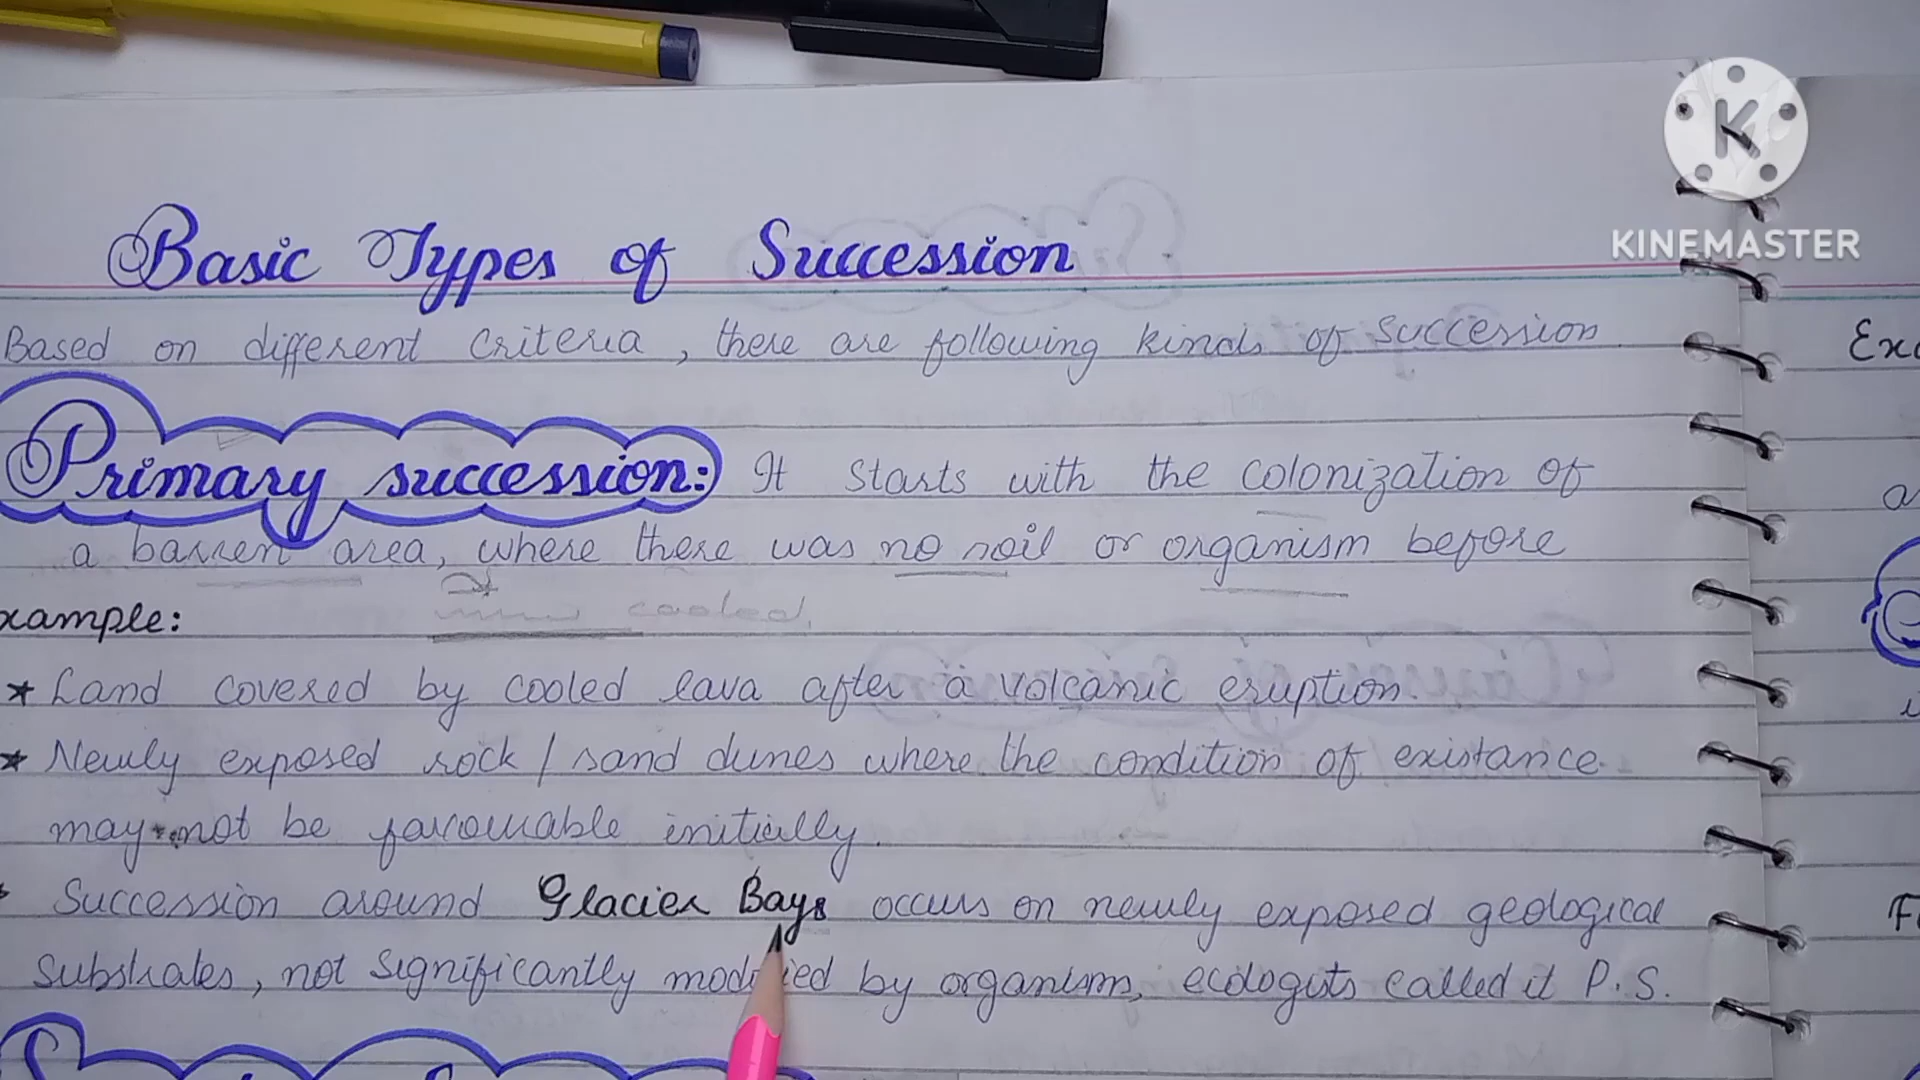 KINEMASTER
Basic Types of Succession
Based on different criteria, there are following kinds of succession
Primary succession: It starts with the colonization of
a barren area, where there was no soil or organism before
xample:
cooled
* Land covered by cooled lava after a volcanic eruption.
* Newly exposed rock / sand dunes where the condition of existance
may not be favourable initially.
Succession around Glacier Bays occurs on newly exposed geological
substrates, not significantly modified by organism, ecologists called it P.S.